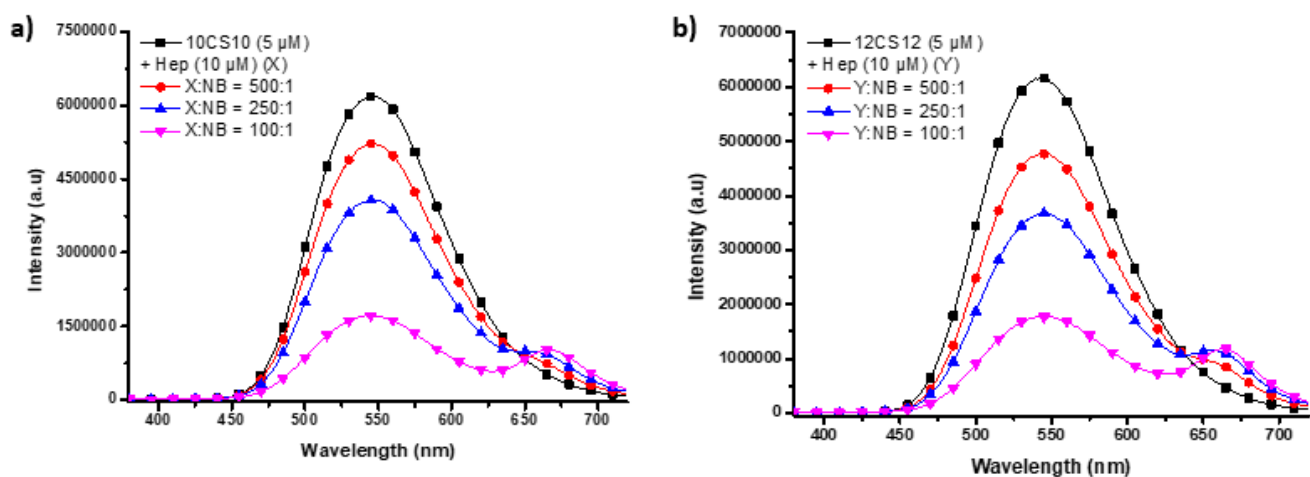 a)
7500000
6000000
4500000
3000000
1500000
0
Intensity (a.u)
10CS10 (5 µM)
+ Hep (10 µM) (X)
X:NB = 500:1
X:NB = 250:1
X:NB = 100:1
400 450 500 550 600 650 700
Wavelength (nm)
b)
7000000
6000000
5000000
4000000
3000000
2000000
1000000
0
Intensity (a.u)
12CS12 (5 µM)
+ Hep (10 µM) (Y)
Y:NB = 500:1
Y:NB = 250:1
Y:NB = 100:1
400 450 500 550 600 650 700
Wavelength (nm)